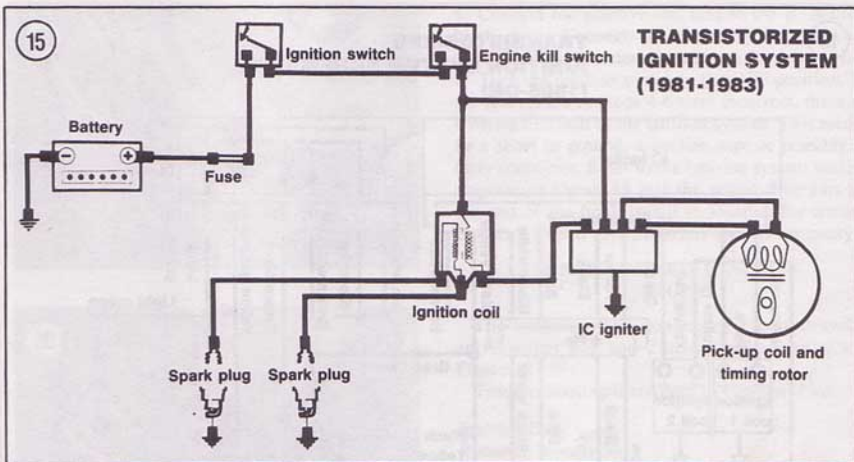 15
TRANSISTORIZED
IGNITION SYSTEM
(1981-1983)
Ignition switch
Engine kill switch
Battery
Fuse
Ignition coil
IC igniter
Pick-up coil and
timing rotor
Spark plug
Spark plug